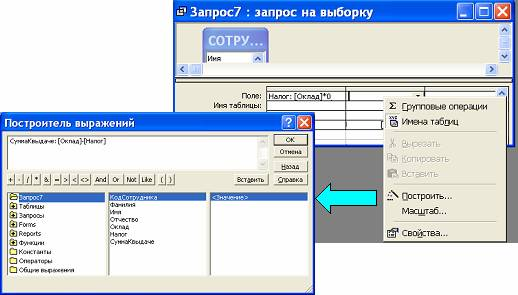 Запрос7 : запрос на выборку
СОТРУ...
Имя
Поле: Налог: [Оклад]*0
Имя таблицы:
Групповые операции
Имена таблиц
Вырезать
Копировать
Вставить
Построить...
Масштаб...
Свойства...
Построитель выражений
СуммаКвыдаче: [Оклад]-[Налог]
ОК
Отмена
Назад
+ - / * & = > < <> And Or Not Like ( ) Вставить Справка
Запрос7 КодСотрудника <Значение>
Таблицы Фамилия
Запросы Имя
Forms Отчество
Reports Оклад
Функции Налог
Константы СуммаКвыдаче
Операторы
Общие выражения